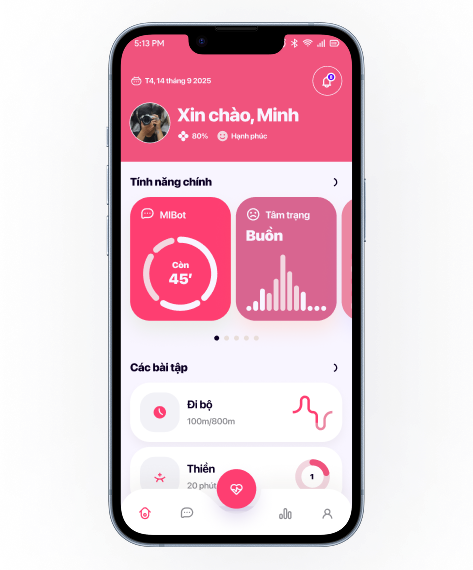 5:13 PM
T4, 14 tháng 9 2025
Xin chào, Minh
80% Hạnh phúc
Tính năng chính
MIBot
Còn
45’
Tâm trạng
Buồn
Các bài tập
Đi bộ
100m/800m
Thiền
20 phút
1